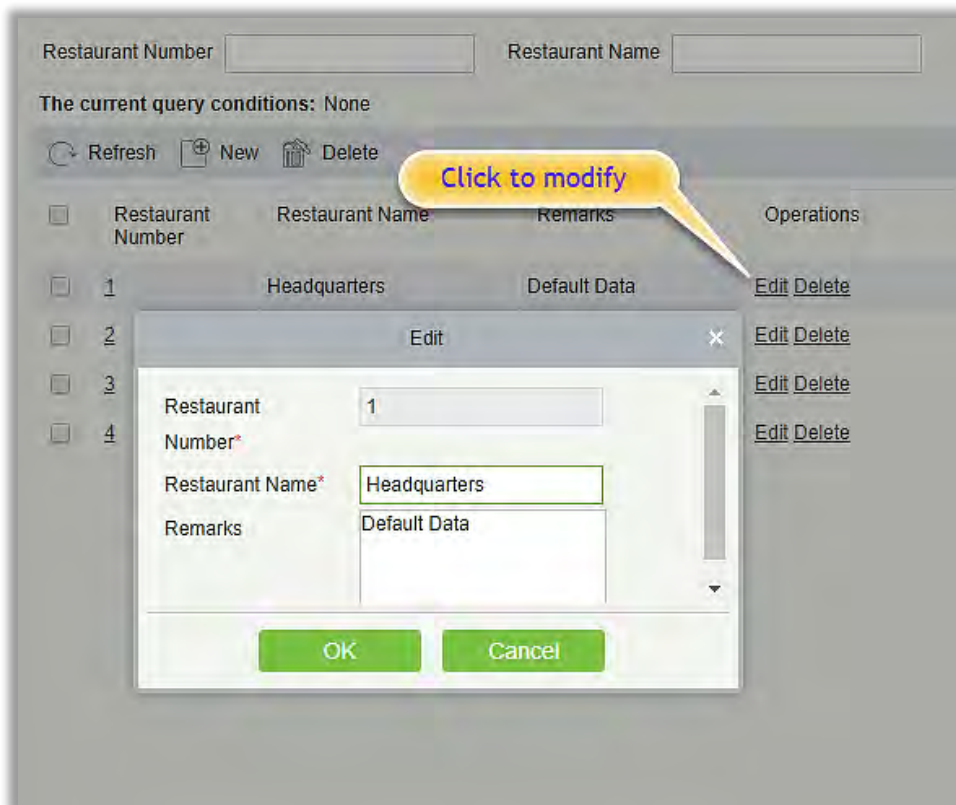 Restaurant Number Restaurant Name
The current query conditions: None
Refresh New Delete
Click to modify
Restaurant Number Restaurant Name Remarks Operations
1 Headquarters Default Data Edit Delete
2 Edit Delete
3 Edit Delete
4 Edit Delete
Edit ×
Restaurant Number* 1
Restaurant Name* Headquarters
Remarks Default Data
OK Cancel